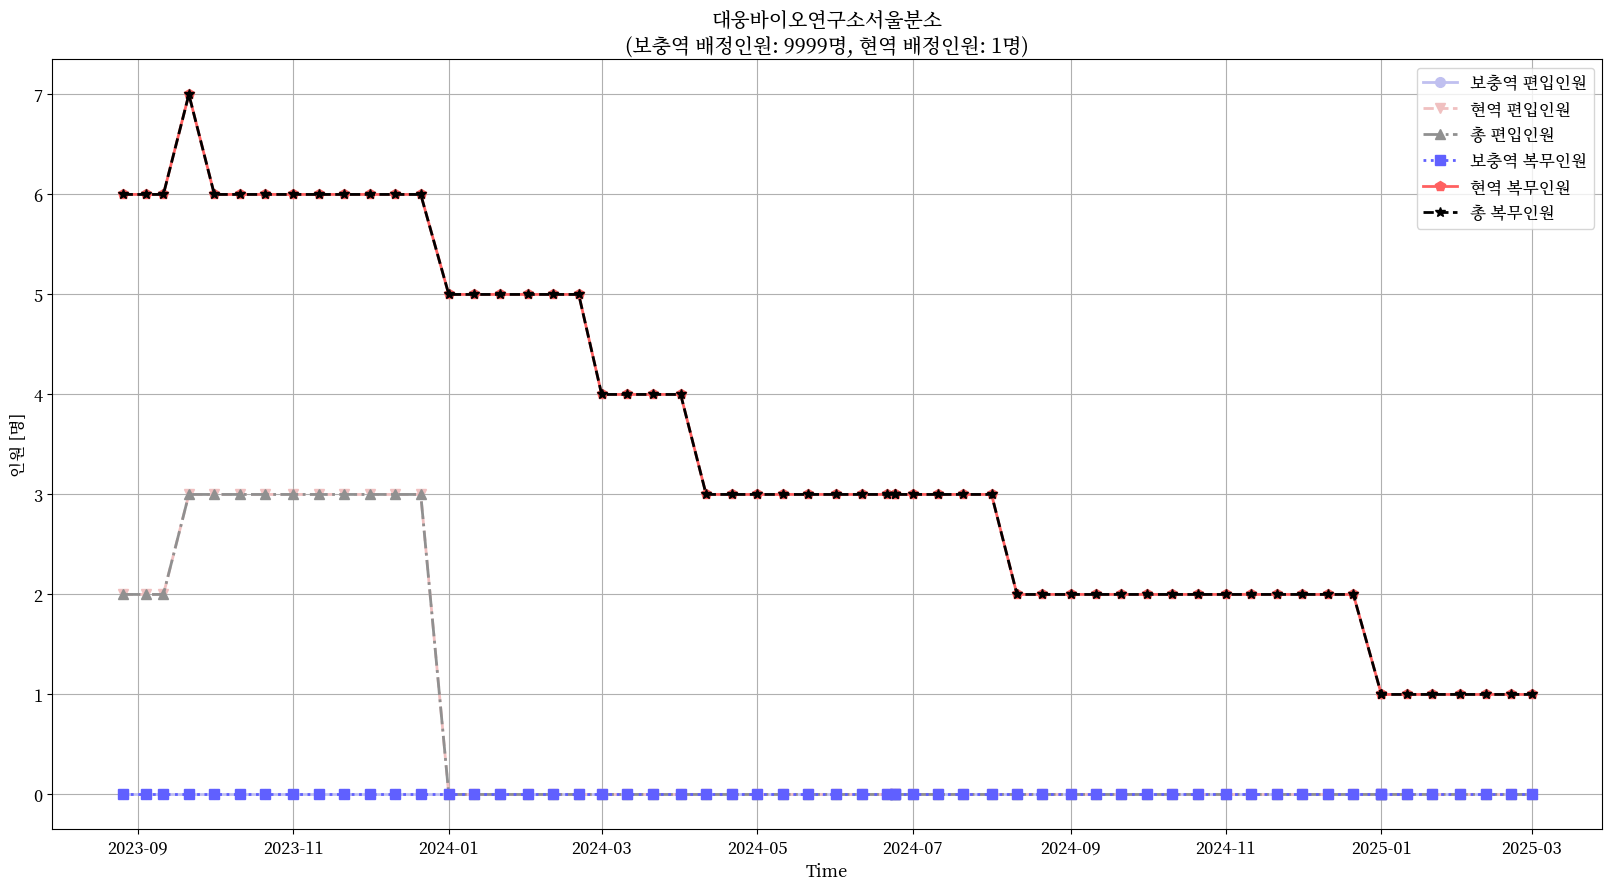 대웅바이오연구소서울분소
(보충역 배정인원: 9999명, 현역 배정인원: 1명)
보충역 편입인원
현역 편입인원
총 편입인원
보충역 복무인원
현역 복무인원
총 복무인원
인원 [명]
7
6
5
4
3
2
1
0
2023-09
2023-11
2024-01
2024-03
2024-05
2024-07
2024-09
2024-11
2025-01
2025-03
Time